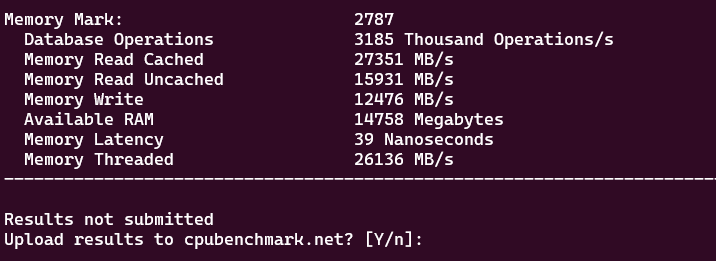 Memory Mark: 2787
Database Operations 3185 Thousand Operations/s
Memory Read Cached 27351 MB/s
Memory Read Uncached 15931 MB/s
Memory Write 12476 MB/s
Available RAM 14758 Megabytes
Memory Latency 39 Nanoseconds
Memory Threaded 26136 MB/s
--------------------------------------------------------------------------------
Results not submitted
Upload results to cpubenchmark.net? [Y/n]: